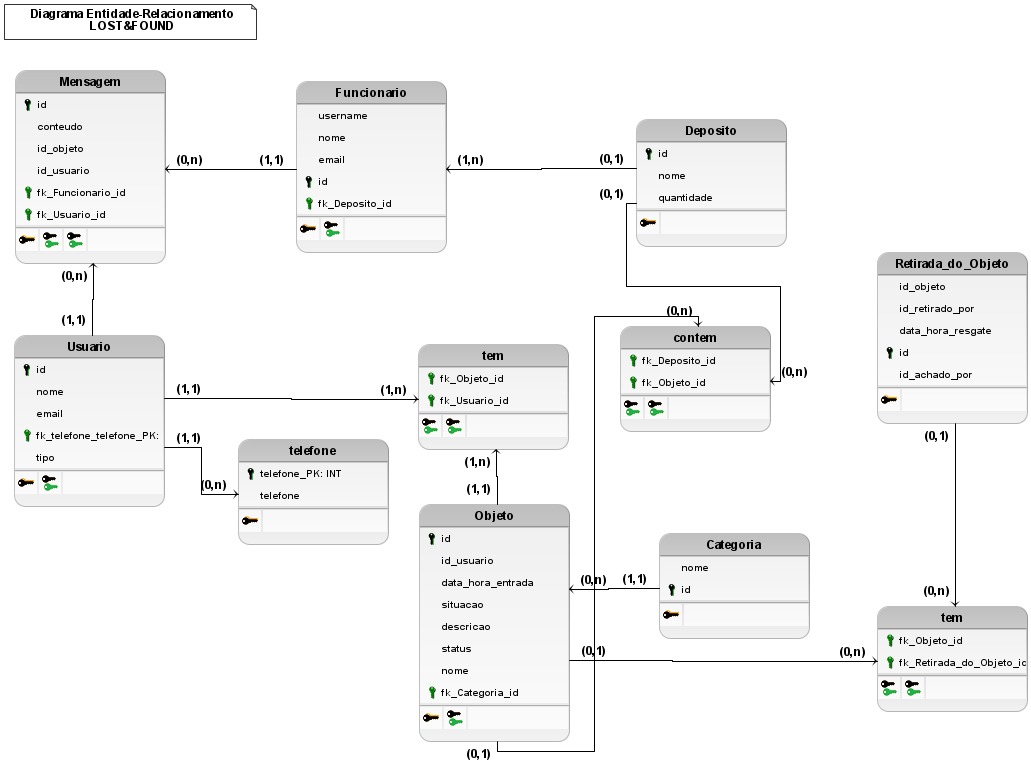 Diagrama Entidade-Relacionamento
LOST&FOUND
Mensagem
id
conteudo
id_objeto
id_usuario
fk_Funcionario_id
fk_Usuario_id
(0,n)
(1,1)
Funcionario
username
nome
email
id
fk_Deposito_id
(1,n)
(0,1)
Deposito
id
nome
quantidade
(0,1)
(0,n)
(1,1)
Usuario
id
nome
email
fk_telefone_telefone_PK:
tipo
(1,1)
(1,n)
(1,1)
(0,n)
telefone
telefone_PK: INT
telefone
tem
fk_Objeto_id
fk_Usuario_id
(1,n)
(1,1)
(0,n)
contem
fk_Deposito_id
fk_Objeto_id
(0,n)
Retirada_do_Objeto
id_objeto
id_retirado_por
data_hora_resgate
id
id_achado_por
(0,1)
(0,n)
Objeto
id
id_usuario
data_hora_entrada
situacao
descricao
status
nome
fk_Categoria_id
(0,n)
(1,1)
Categoria
nome
id
(0,1)
(0,n)
tem
fk_Objeto_id
fk_Retirada_do_Objeto_id
(0,1)